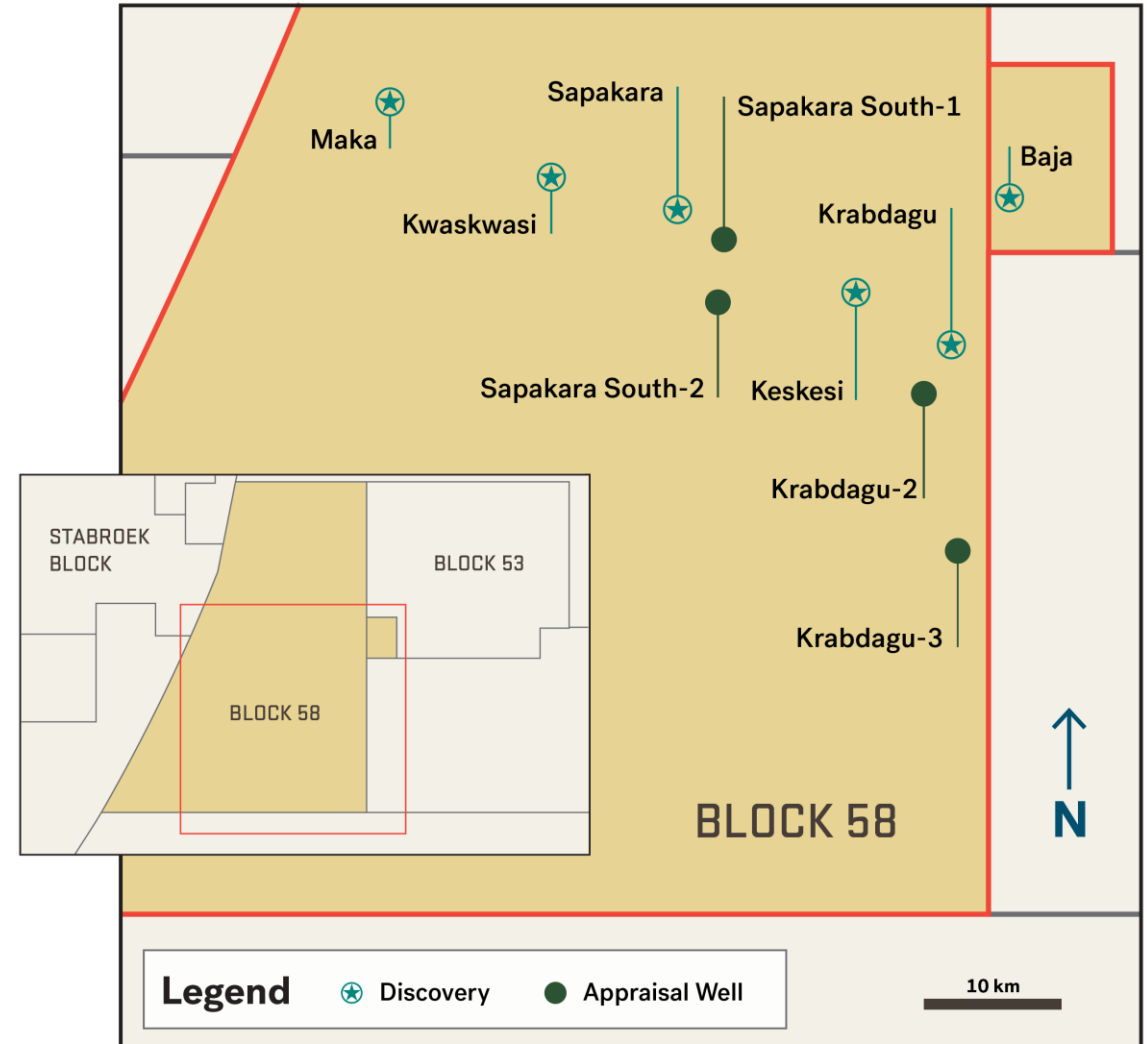 Sapakara
Sapakara South-1
Maka
Baja
Kwaskwasi
Krabdagu
Sapakara South-2
Keskesi
Krabdagu-2
STABROEK
BLOCK
BLOCK 53
Krabdagu-3
BLOCK 58
BLOCK 58
N
Legend
Discovery
Appraisal Well
10 km